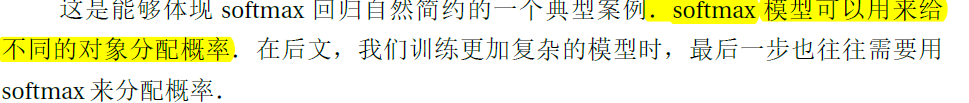 这是能够体现 softmax 回归自然简约的一个典型案例．softmax 模型可以用来给
不同的对象分配概率．在后文，我们训练更加复杂的模型时，最后一步也往往需要用
softmax 来分配概率．